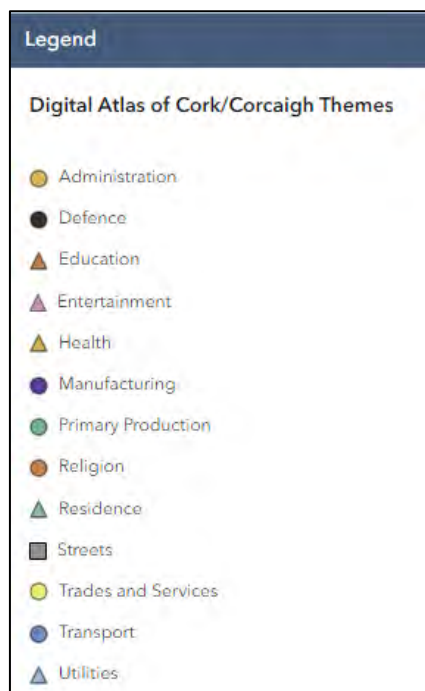 Legend
Digital Atlas of Cork/Corcaigh Themes
Administration
Defence
Education
Entertainment
Health
Manufacturing
Primary Production
Religion
Residence
Streets
Trades and Services
Transport
Utilities